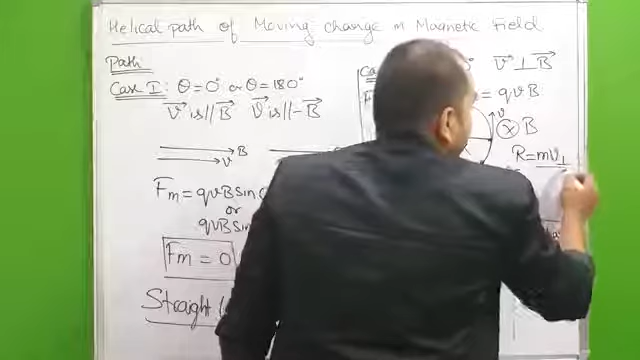 Helical path of Moving change in Magnetic Field
Path
Case I: θ=0° or θ=180°
V⃗ is // B⃗ V⃗ is // -B⃗
B
v
Fm = qvB sin
or
qvB sin
Fm = 0
Straight
V⃗ ⊥ B⃗
= qvB
v
ⓧ B
R = mv⊥